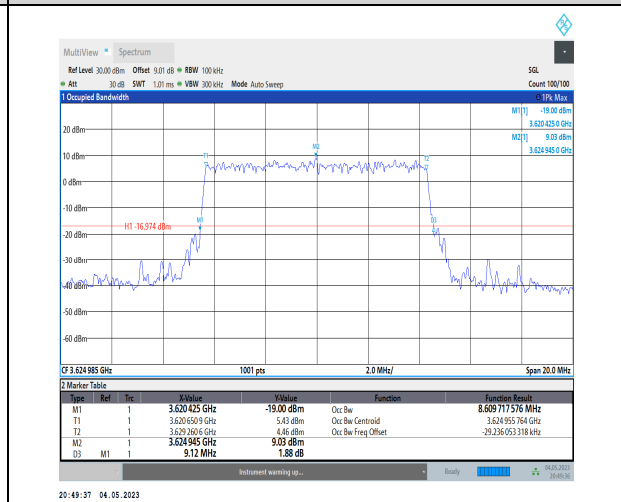 MultiView Spectrum
Ref Level 30.00 dBm Offset 9.01 dB RBW 100 kHz SGL
Att 30 dB SWT 1.01 ms VBW 300 kHz Mode Auto Sweep Count 100/100
1 Occupied Bandwidth 1Pk Max
M1[1] -19.00 dBm
3.620 425 0 GHz
M2[1] 9.03 dBm
3.624 945 0 GHz
20 dBm
M2
10 dBm
T1 T2
0 dBm
-10 dBm
M1 D3
H1 -16.974 dBm
-20 dBm
-30 dBm
-40 dBm
-50 dBm
-60 dBm
CF 3.624 985 GHz 1001 pts 2.0 MHz/ Span 20.0 MHz
2 Marker Table
Type Ref Trc X-Value Y-Value Function Function Result
M1 1 3.620 425 GHz -19.00 dBm Occ Bw 8.609 717 576 MHz
T1 1 3.620 650 9 GHz 5.43 dBm Occ Bw Centroid 3.624 955 764 GHz
T2 1 3.629 260 6 GHz 4.46 dBm Occ Bw Freq Offset -29.236 053 318 kHz
M2 1 3.624 945 GHz 9.03 dBm
D3 M1 1 9.12 MHz 1.88 dB
Instrument warming up... Ready 04.05.2023
20:49:36
20:49:37 04.05.2023